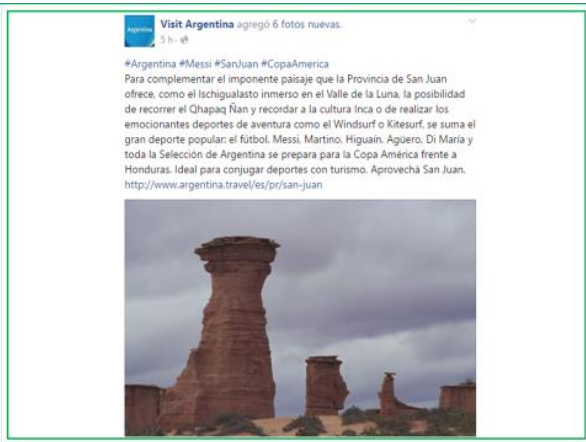 Argentina
Visit Argentina agregó 6 fotos nuevas.
5 h ·
#Argentina #Messi #SanJuan #CopaAmerica
Para complementar el imponente paisaje que la Provincia de San Juan
ofrece, como el Ischigualasto inmerso en el Valle de la Luna, la posibilidad
de recorrer el Qhapaq Ñan y recordar a la cultura Inca o de realizar los
emocionantes deportes de aventura como el Windsurf o Kitesurf, se suma el
gran deporte popular: el fútbol. Messi, Martino, Higuaín, Agüero, Di María y
toda la Selección de Argentina se prepara para la Copa América frente a
Honduras. Ideal para conjugar deportes con turismo. Aprovechá San Juan.
http://www.argentina.travel/es/pr/san-juan